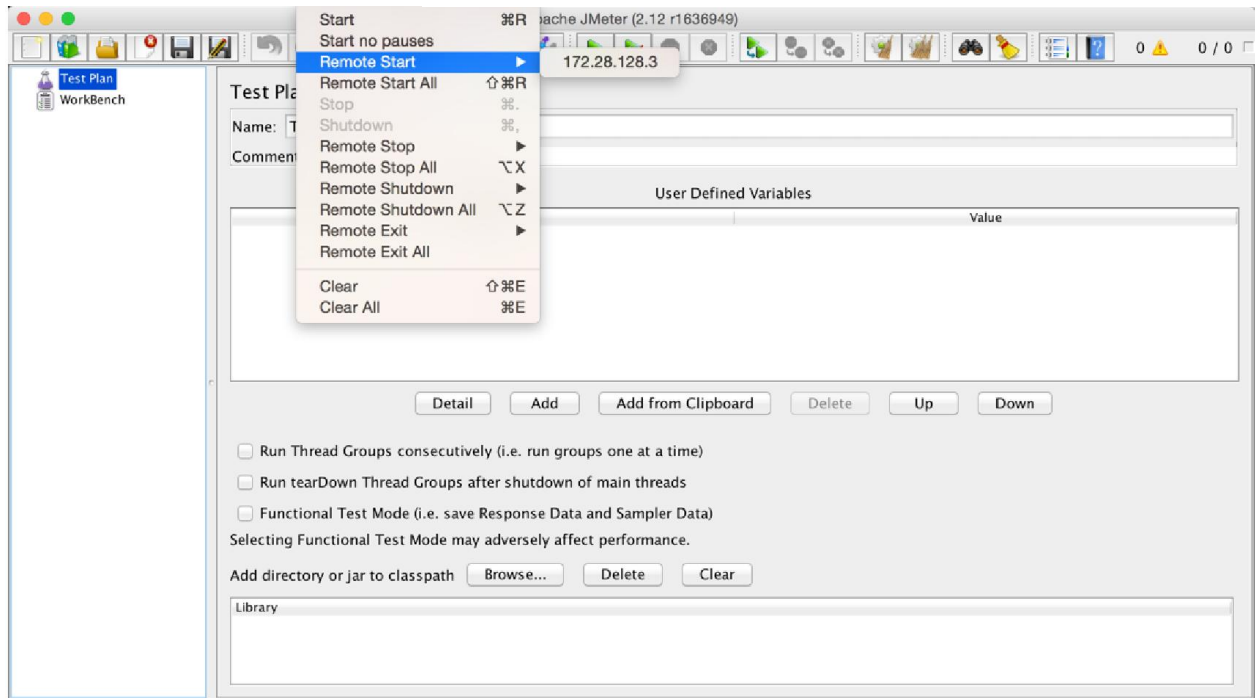 Start ⌘R
ache JMeter (2.12 r1636949)
Start no pauses
0 0 / 0
Remote Start ▶ 172.28.128.3
Test Plan
WorkBench
Remote Start All ⇧⌘R
Stop ⌘.
Shutdown ⌘,
Remote Stop ▶
Remote Stop All ⌥X
Remote Shutdown ▶
Remote Shutdown All ⌥Z
Remote Exit ▶
Remote Exit All
Clear ⇧⌘E
Clear All ⌘E
Test Pla
Name: T
Comment
User Defined Variables
Value
Detail Add Add from Clipboard Delete Up Down
Run Thread Groups consecutively (i.e. run groups one at a time)
Run tearDown Thread Groups after shutdown of main threads
Functional Test Mode (i.e. save Response Data and Sampler Data)
Selecting Functional Test Mode may adversely affect performance.
Add directory or jar to classpath Browse... Delete Clear
Library